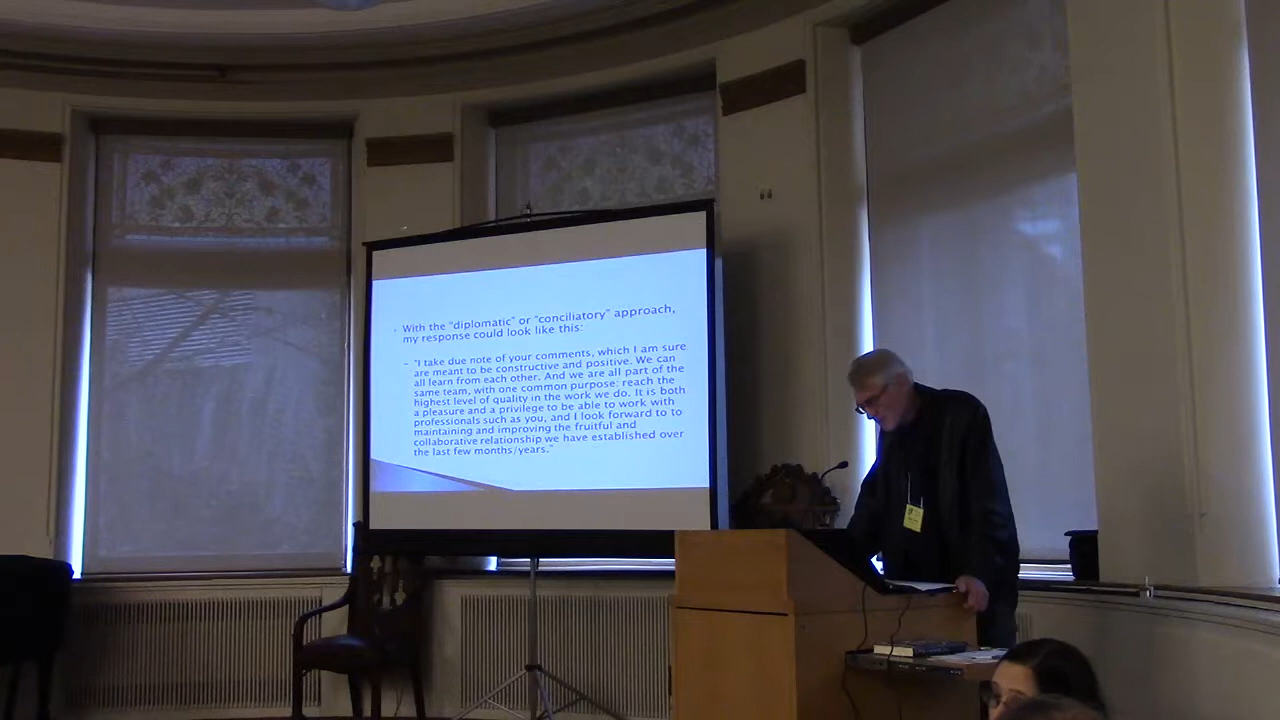 With the "diplomatic" or "conciliatory" approach,
my response could look like this:
– "I take due note of your comments, which I am sure
are meant to be constructive and positive. We can
all learn from each other. And we are all part of the
same team, with one common purpose: reach the
highest level of quality in the work we do. It is both
a pleasure and a privilege to be able to work with
professionals such as you, and I look forward to to
maintaining and improving the fruitful and
collaborative relationship we have established over
the last few months/years."